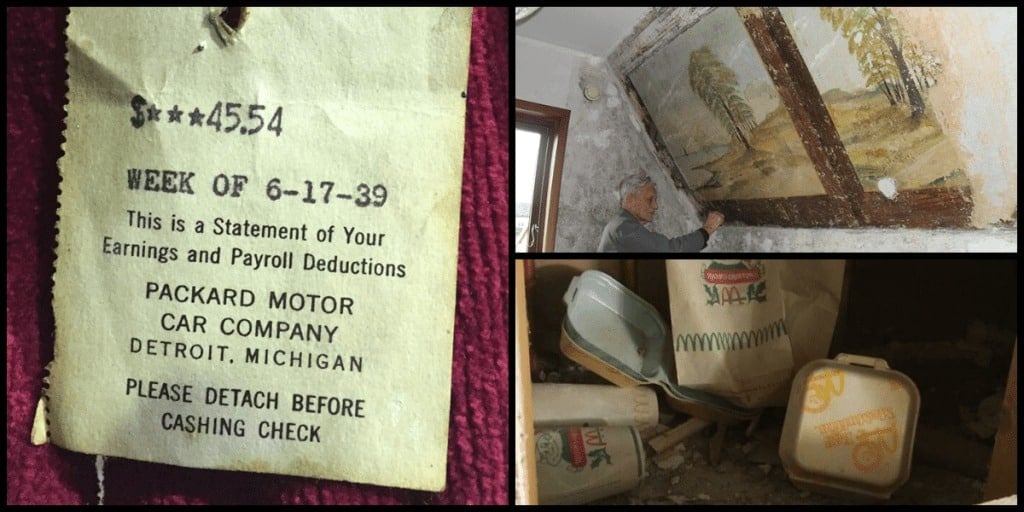 $***45.54
WEEK OF 6-17-39
This is a Statement of Your
Earnings and Payroll Deductions
PACKARD MOTOR
CAR COMPANY
DETROIT, MICHIGAN
PLEASE DETACH BEFORE
CASHING CHECK